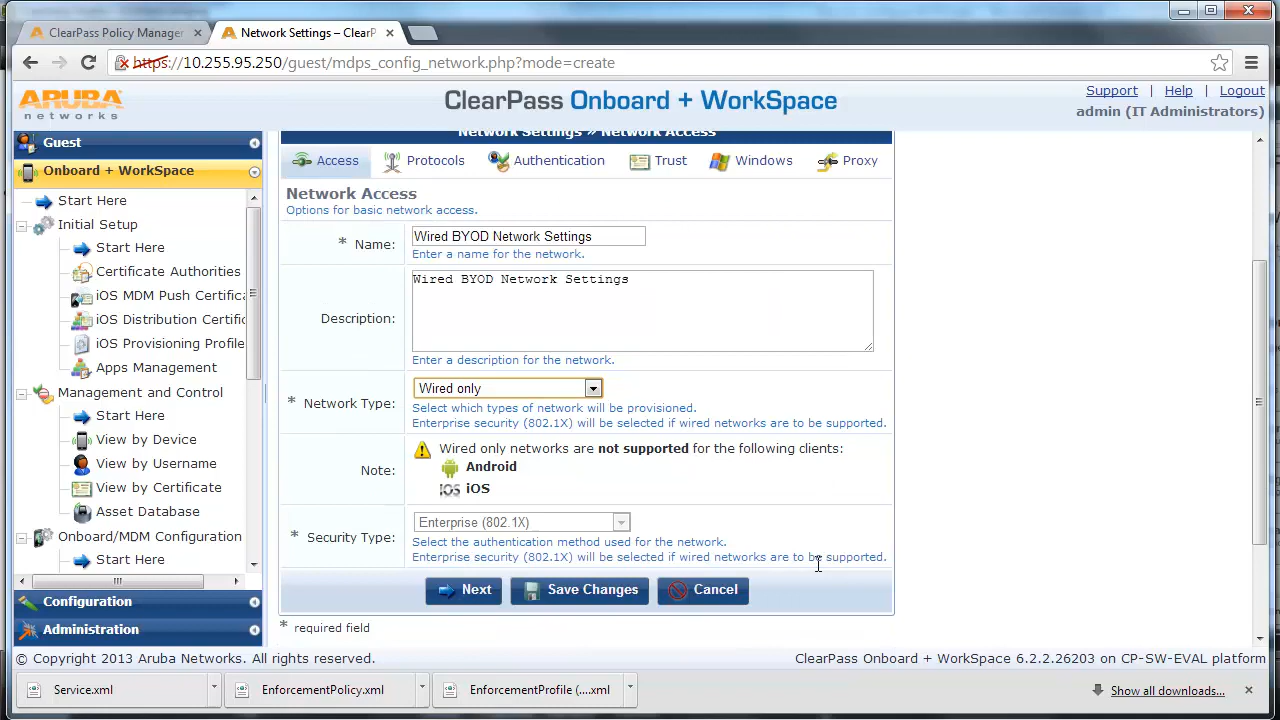 ClearPass Policy Manager
Network Settings – ClearP
https://10.255.95.250/guest/mdps_config_network.php?mode=create
ARUBA
networks
ClearPass Onboard + WorkSpace
Support | Help | Logout
admin (IT Administrators)
Guest
Onboard + WorkSpace
Start Here
Initial Setup
Start Here
Certificate Authorities
iOS MDM Push Certifica
iOS Distribution Certific
iOS Provisioning Profile
Apps Management
Management and Control
Start Here
View by Device
View by Username
View by Certificate
Asset Database
Onboard/MDM Configuration
Start Here
Configuration
Administration
Network Settings » Network Access
Access
Protocols
Authentication
Trust
Windows
Proxy
Network Access
Options for basic network access.
* Name:
Wired BYOD Network Settings
Enter a name for the network.
Description:
Wired BYOD Network Settings
Enter a description for the network.
* Network Type:
Wired only
Select which types of network will be provisioned.
Enterprise security (802.1X) will be selected if wired networks are to be supported.
Note:
Wired only networks are not supported for the following clients:
Android
iOS iOS
* Security Type:
Enterprise (802.1X)
Select the authentication method used for the network.
Enterprise security (802.1X) will be selected if wired networks are to be supported.
Next
Save Changes
Cancel
* required field
© Copyright 2013 Aruba Networks. All rights reserved.
ClearPass Onboard + WorkSpace 6.2.2.26203 on CP-SW-EVAL platform
Service.xml
EnforcementPolicy.xml
EnforcementProfile (....xml
Show all downloads...